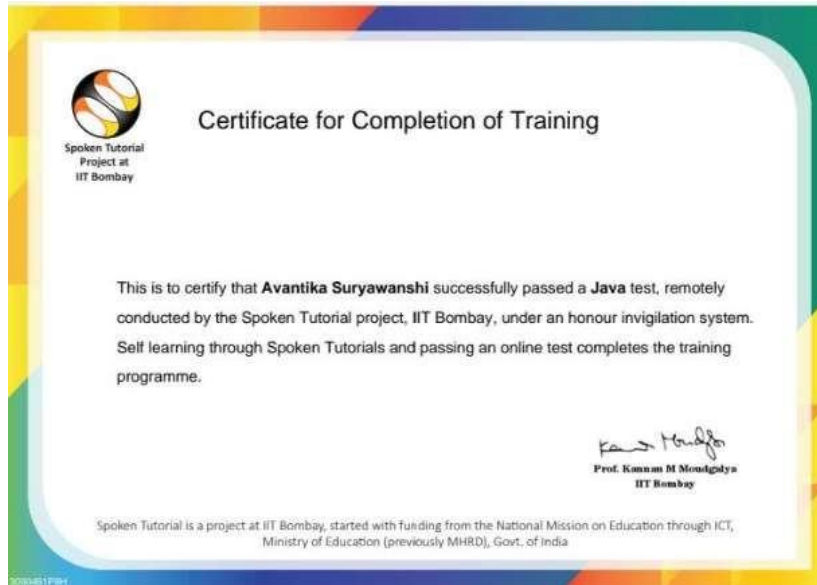 Spoken Tutorial
Project at
IIT Bombay
Certificate for Completion of Training
This is to certify that Avantika Suryawanshi successfully passed a Java test, remotely
conducted by the Spoken Tutorial project, IIT Bombay, under an honour invigilation system.
Self learning through Spoken Tutorials and passing an online test completes the training
programme.
Prof. Kannan M Moudgalya
IIT Bombay
Spoken Tutorial is a project at IIT Bombay, started with funding from the National Mission on Education through ICT,
Ministry of Education (previously MHRD), Govt. of India